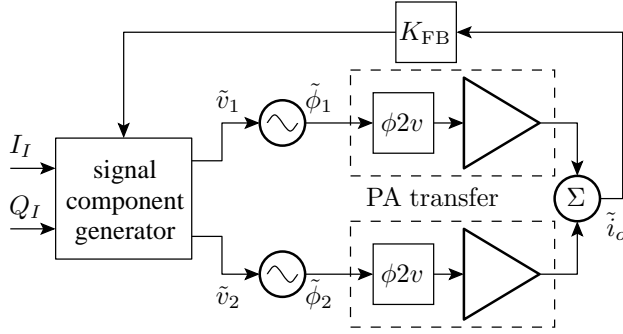 K_FB
ṽ₁
ϕ̃₁
I_I
ϕ2v
signal
component
generator
PA transfer
Q_I
Σ
ĩ_o
ṽ₂
ϕ̃₂
ϕ2v